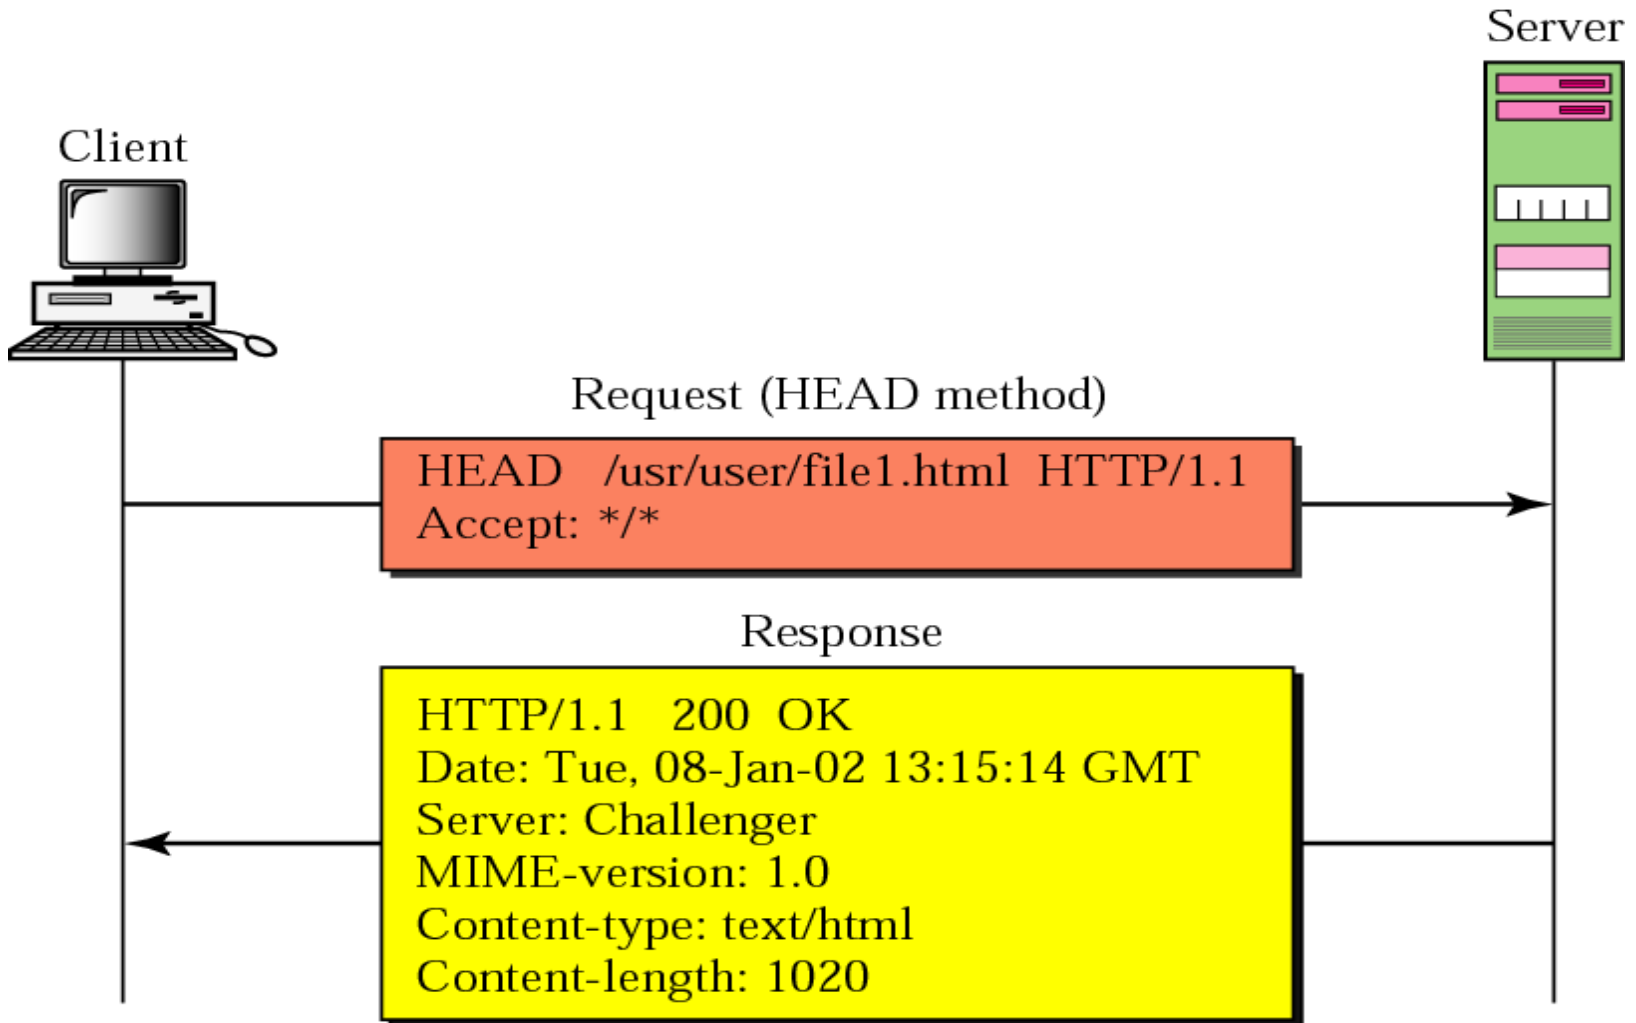 Server
Client
Request (HEAD method)
HEAD /usr/user/file1.html HTTP/1.1
Accept: */*
Response
HTTP/1.1 200 OK
Date: Tue, 08-Jan-02 13:15:14 GMT
Server: Challenger
MIME-version: 1.0
Content-type: text/html
Content-length: 1020